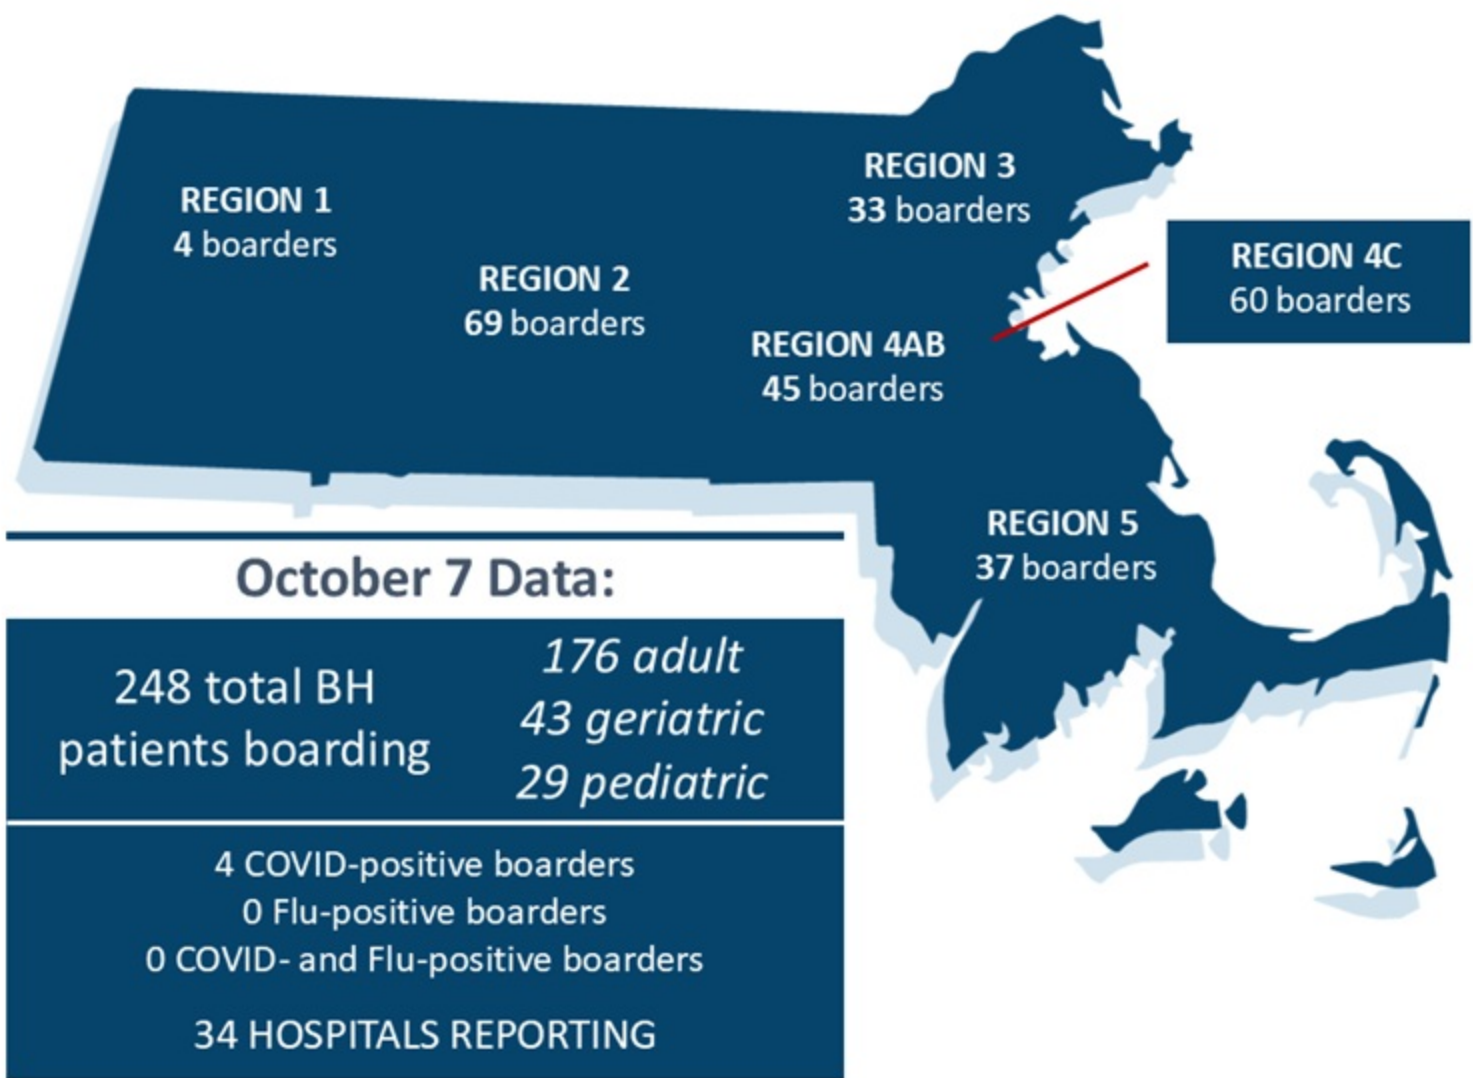 REGION 1
4 boarders
REGION 2
69 boarders
REGION 3
33 boarders
REGION 4AB
45 boarders
REGION 4C
60 boarders
REGION 5
37 boarders
October 7 Data:
248 total BH
patients boarding
176 adult
43 geriatric
29 pediatric
4 COVID-positive boarders
0 Flu-positive boarders
0 COVID- and Flu-positive boarders
34 HOSPITALS REPORTING